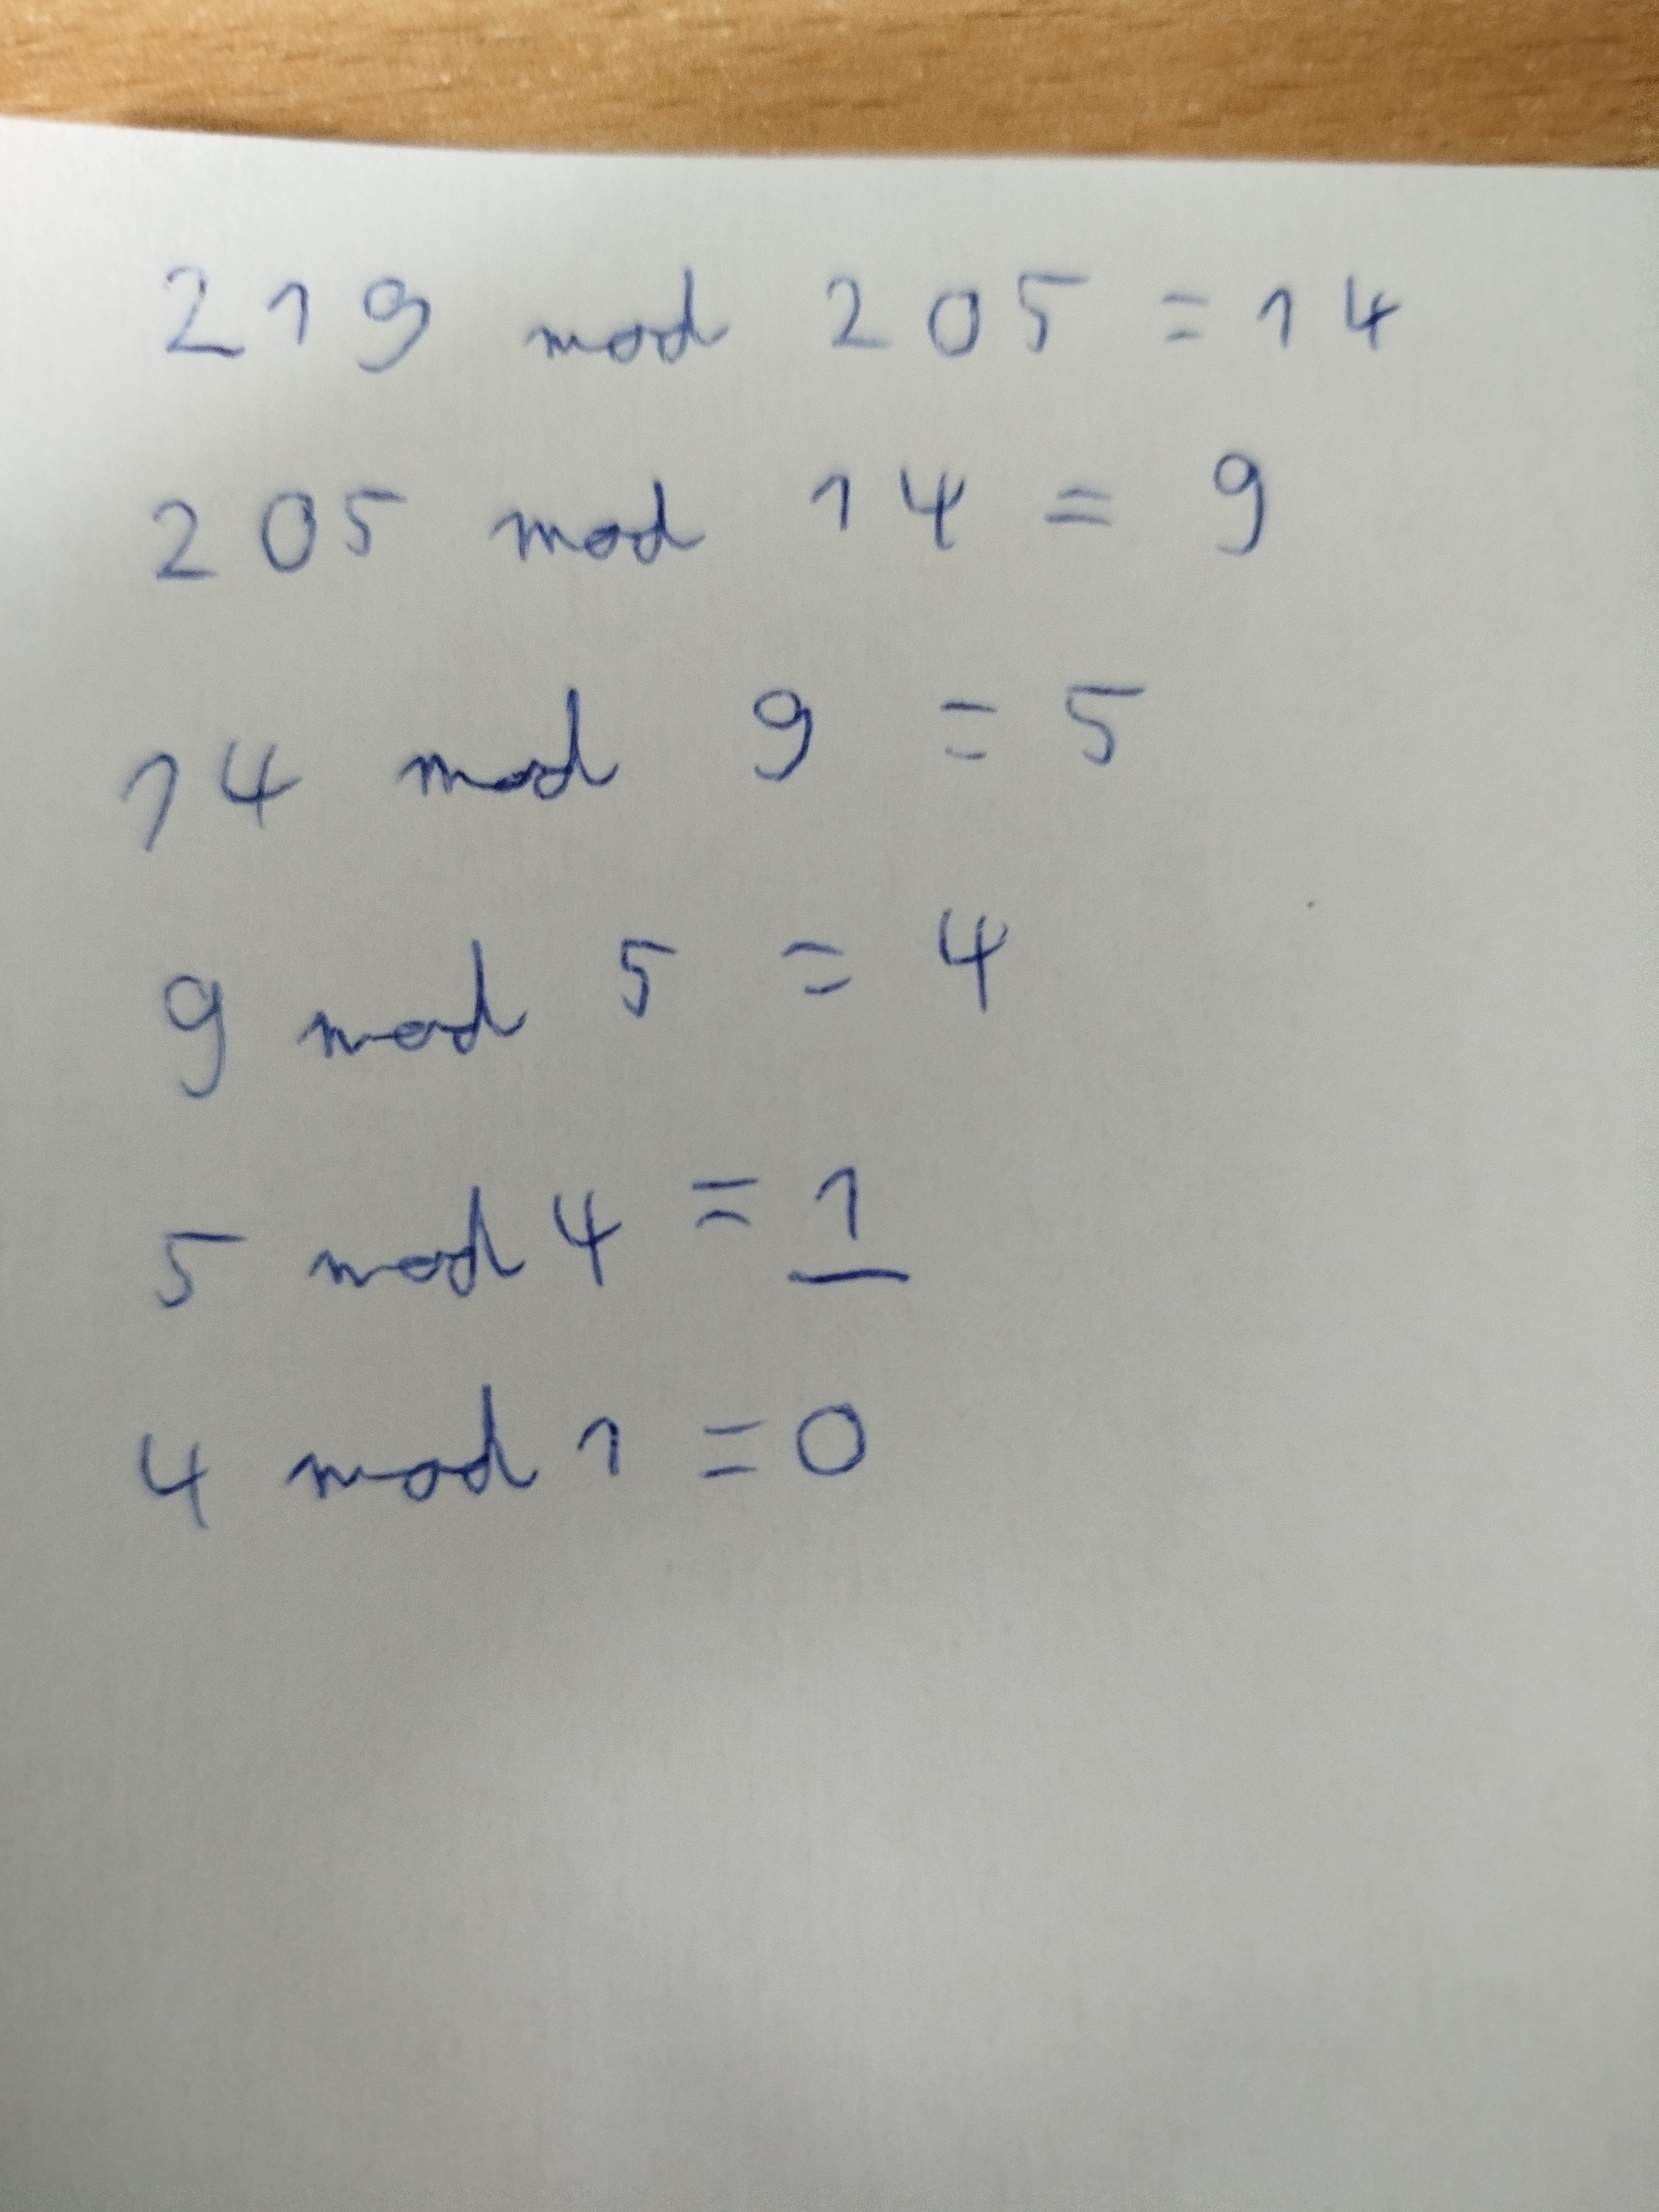 219 mod 205 = 14
205 mod 14 = 9
14 mod 9 = 5
9 mod 5 = 4
5 mod 4 = 1
4 mod 1 = 0